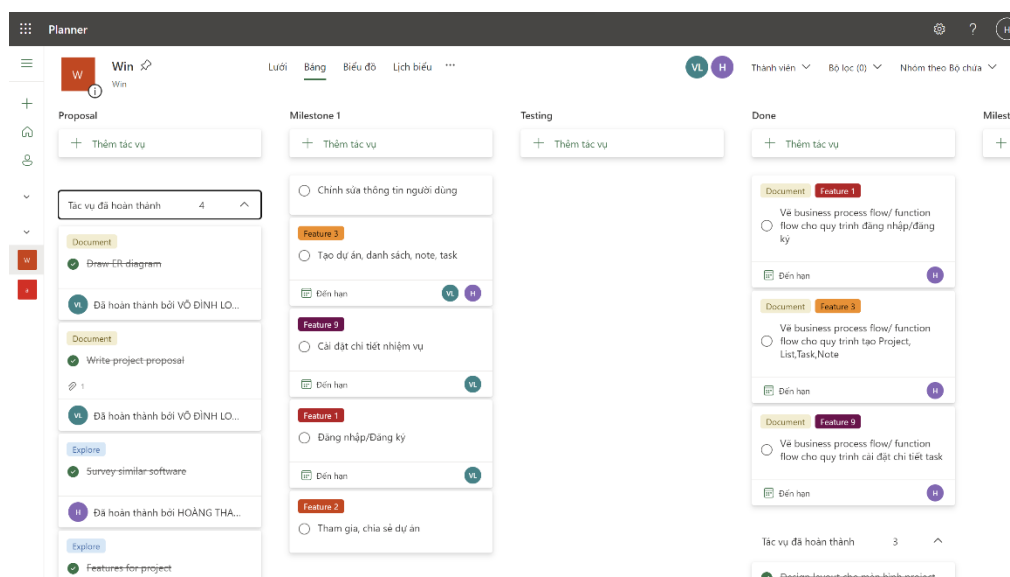 Planner
?
H
W
Win
Win
Lưới
Bảng
Biểu đồ
Lịch biểu
...
VL
H
Thành viên
Bộ lọc (0)
Nhóm theo Bộ chứa
W
a
Proposal
+ Thêm tác vụ
Tác vụ đã hoàn thành 4
Document
Draw ER diagram
VL Đã hoàn thành bởi VÕ ĐÌNH LO...
Document
Write project proposal
1
VL Đã hoàn thành bởi VÕ ĐÌNH LO...
Explore
Survey similar software
H Đã hoàn thành bởi HOÀNG THA...
Explore
Features for project
Milestone 1
+ Thêm tác vụ
Chỉnh sửa thông tin người dùng
Feature 3
Tạo dự án, danh sách, note, task
Đến hạn VL H
Feature 9
Cài đặt chi tiết nhiệm vụ
Đến hạn VL
Feature 1
Đăng nhập/Đăng ký
Đến hạn VL
Feature 2
Tham gia, chia sẻ dự án
Testing
+ Thêm tác vụ
Done
+ Thêm tác vụ
Document Feature 1
Vẽ business process flow/ function
flow cho quy trình đăng nhập/đăng
ký
Đến hạn H
Document Feature 3
Vẽ business process flow/ function
flow cho quy trình tạo Project,
List,Task,Note
Đến hạn H
Document Feature 9
Vẽ business process flow/ function
flow cho quy trình cài đặt chi tiết task
Đến hạn H
Tác vụ đã hoàn thành 3
Design layout cho màn hình project
Milest
+